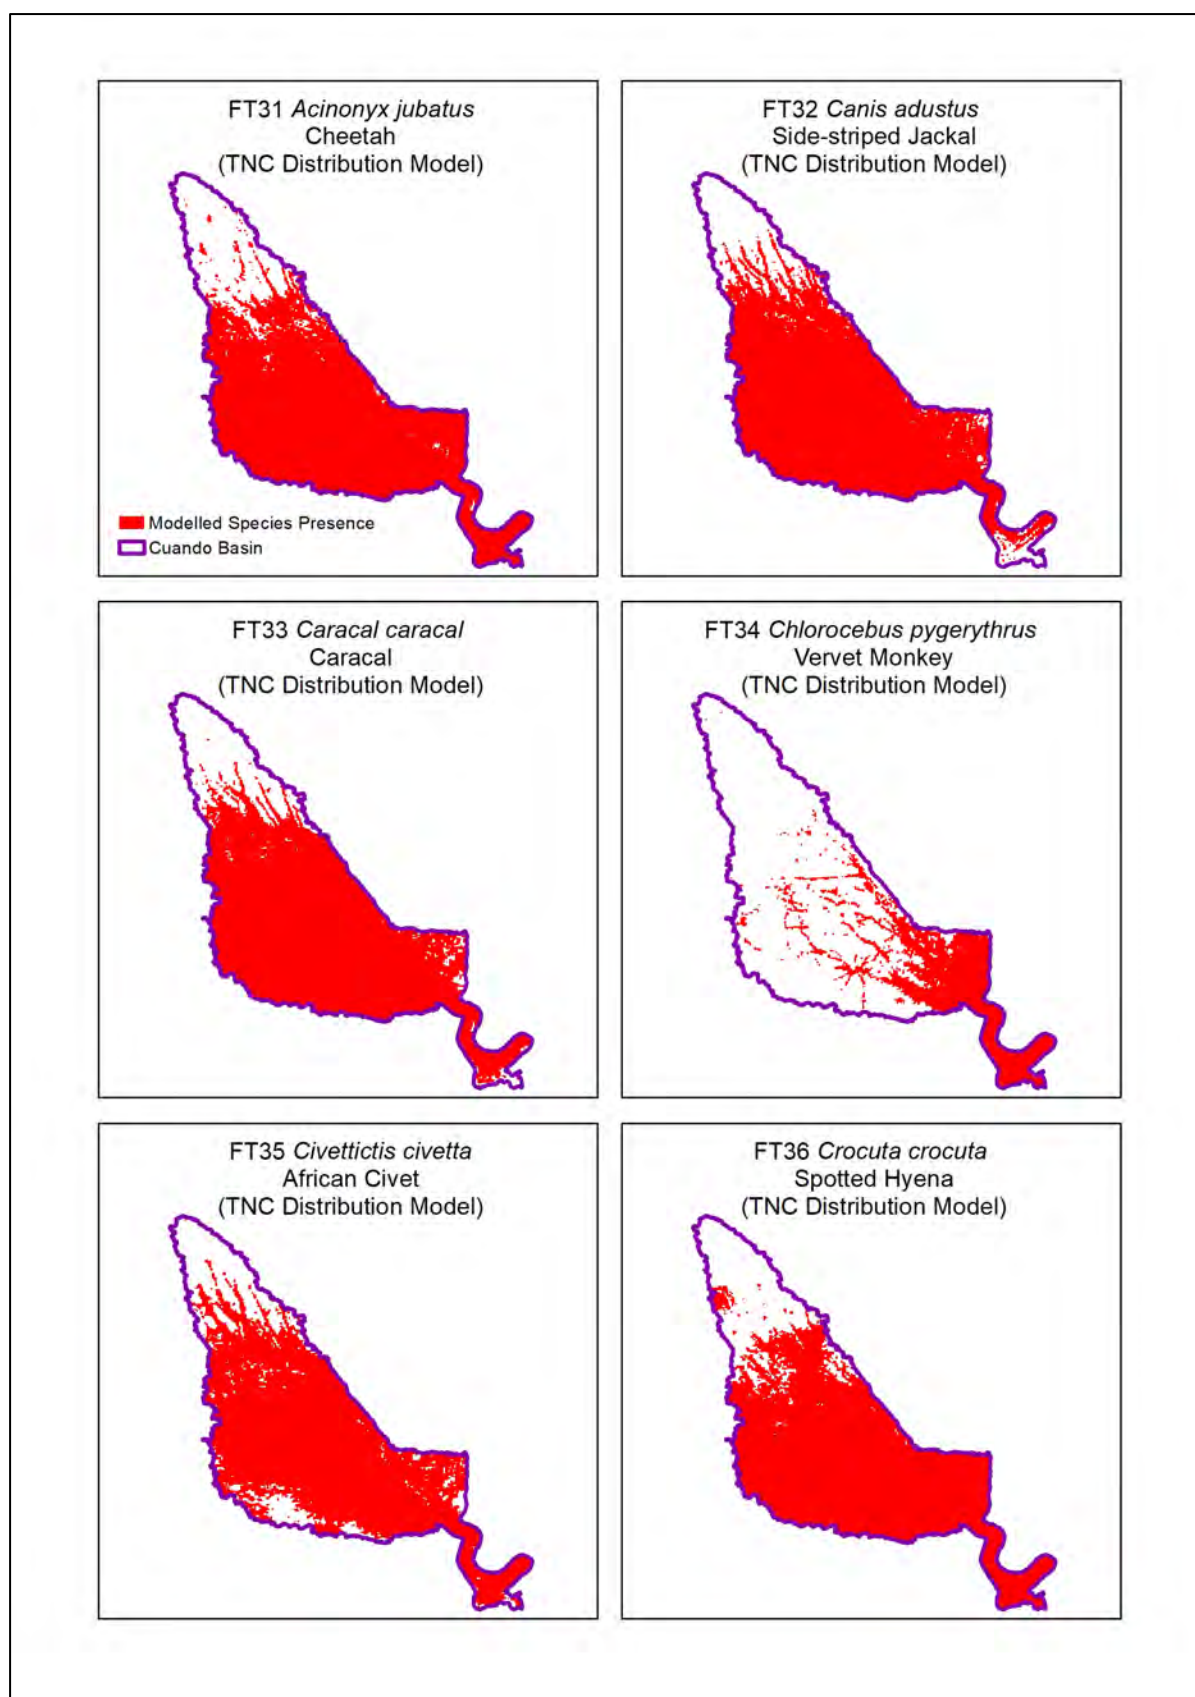 FT31 Acinonyx jubatus
Cheetah
(TNC Distribution Model)
Modelled Species Presence
Cuando Basin
FT32 Canis adustus
Side-striped Jackal
(TNC Distribution Model)
FT33 Caracal caracal
Caracal
(TNC Distribution Model)
FT34 Chlorocebus pygerythrus
Vervet Monkey
(TNC Distribution Model)
FT35 Civettictis civetta
African Civet
(TNC Distribution Model)
FT36 Crocuta crocuta
Spotted Hyena
(TNC Distribution Model)